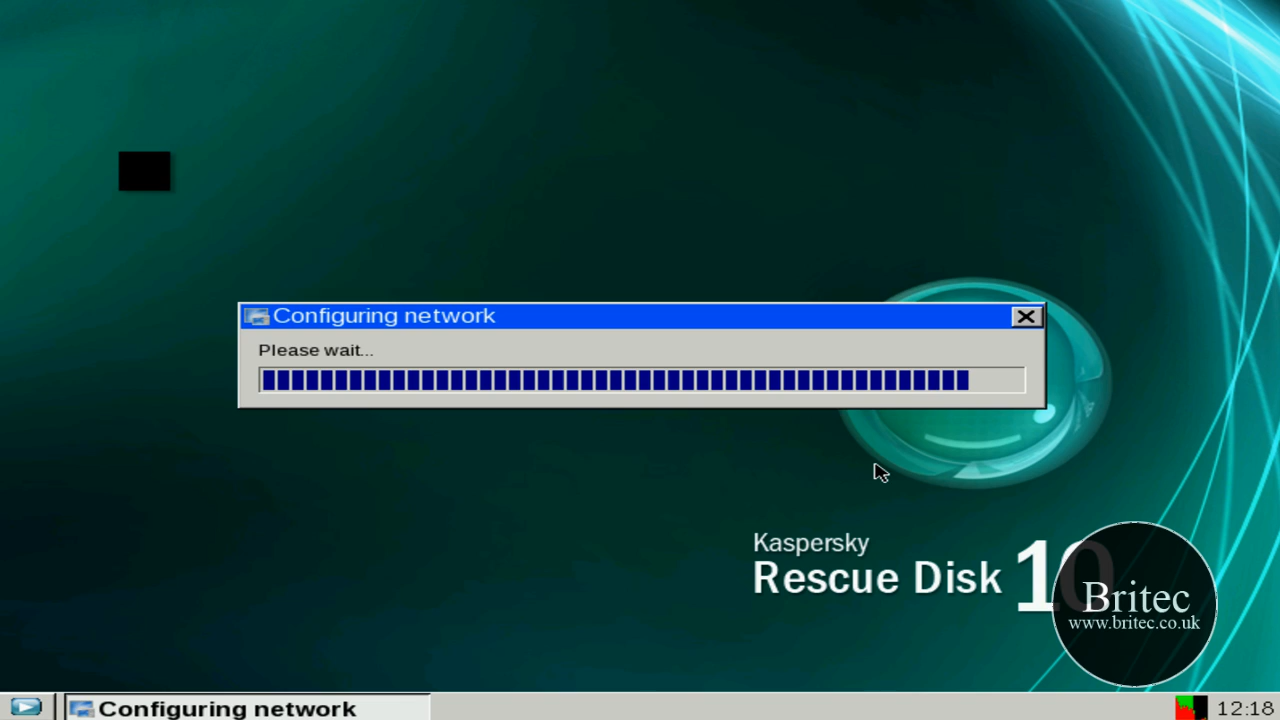 Configuring network
Please wait...
Kaspersky
Rescue Disk 10
Britec
www.britec.co.uk
Configuring network
12:18